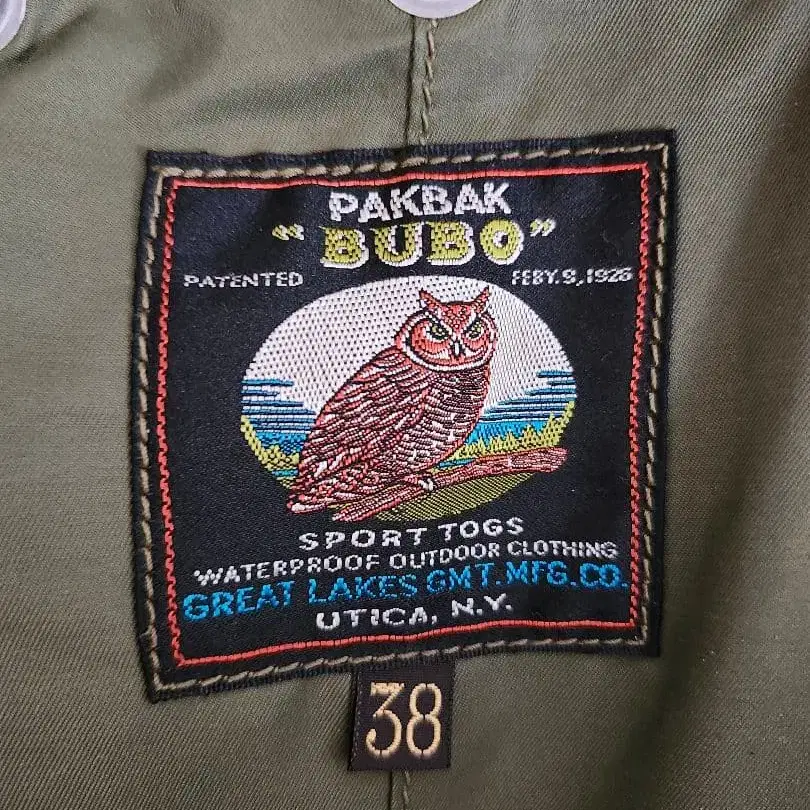 PAKBAK
"BUBO"
PATENTED FEBY.9,1926
SPORT TOGS
WATERPROOF OUTDOOR CLOTHING
GREAT LAKES GMT.MFG.CO.
UTICA, N.Y.
38